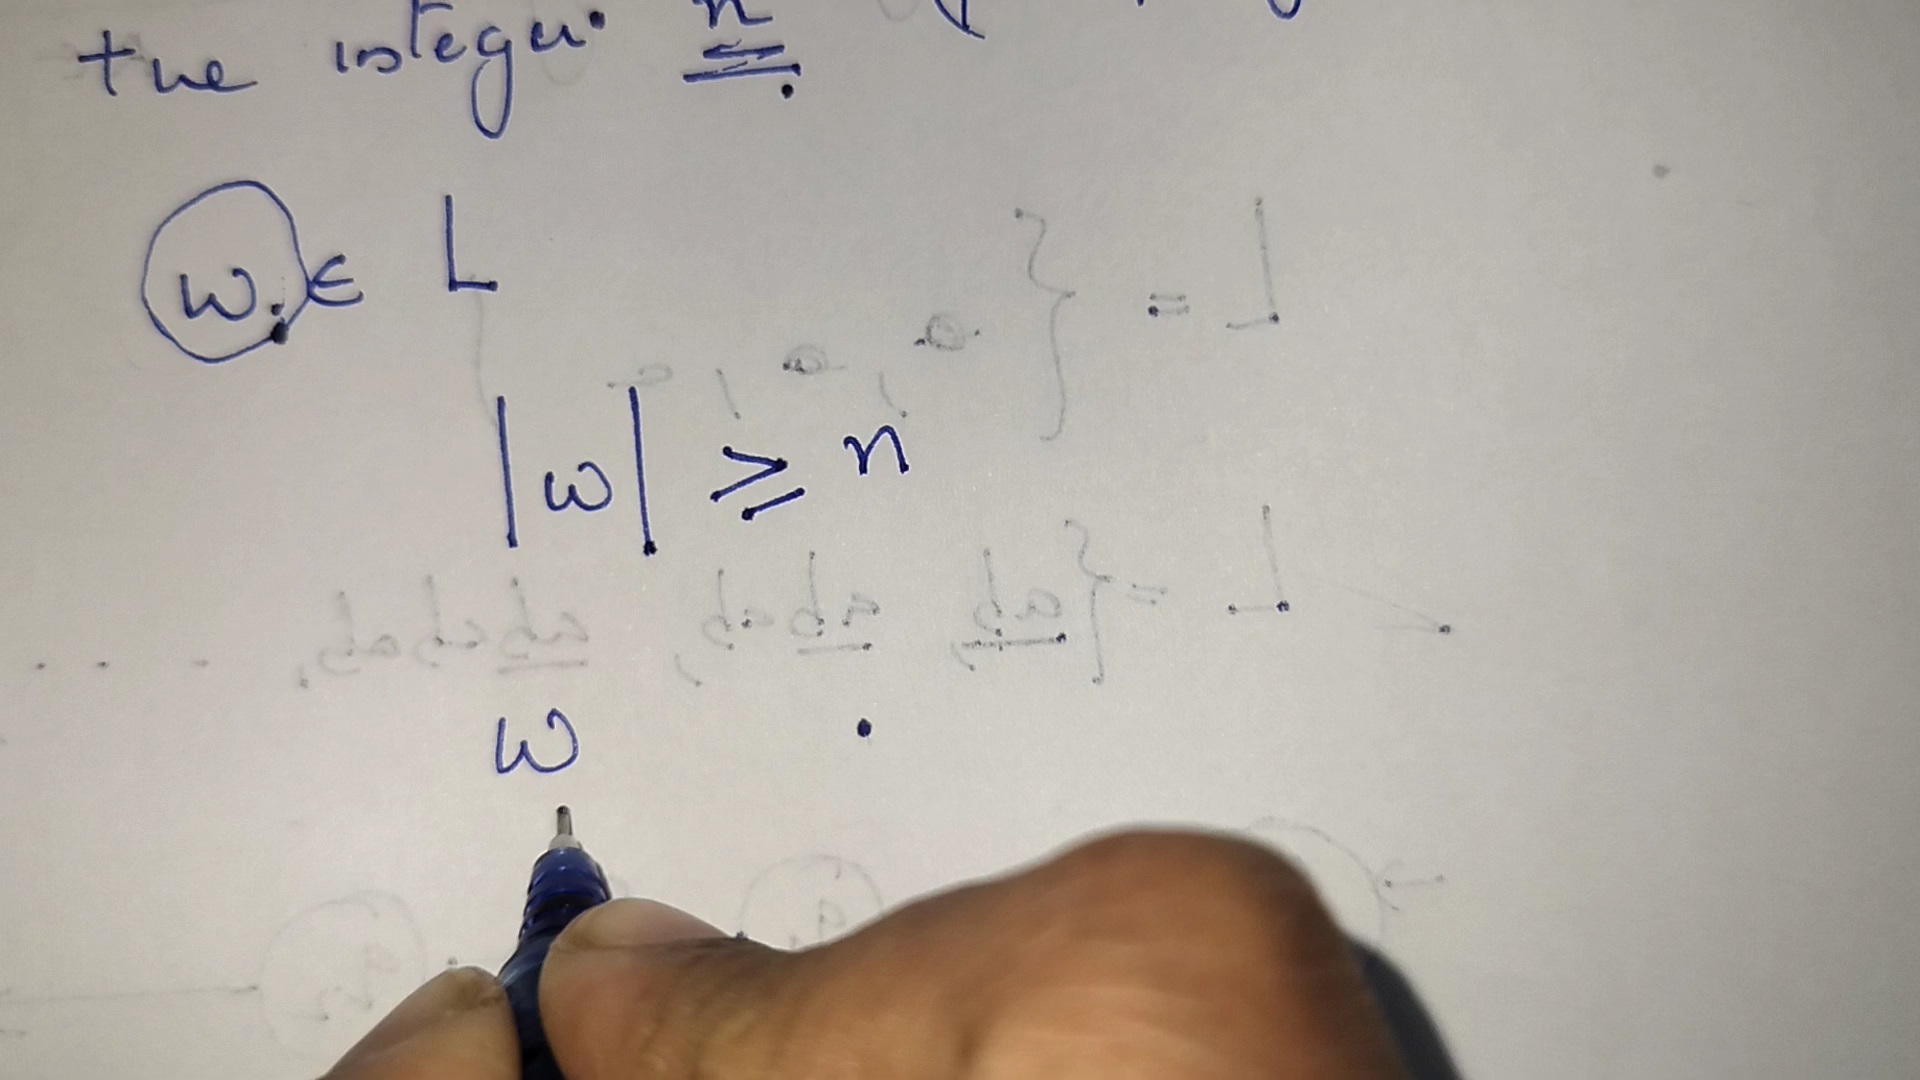 the integer n
w ∈ L
|w| ≥ n
w